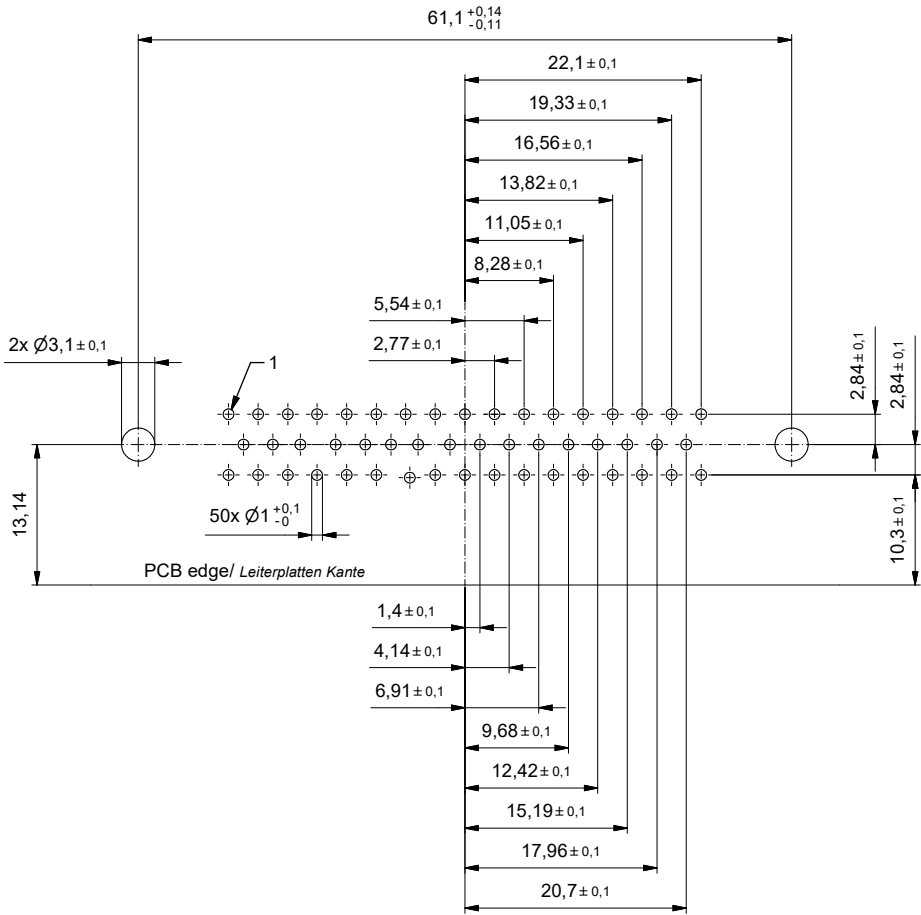 61,1 +0,14 -0,11
22,1 ± 0,1
19,33 ± 0,1
16,56 ± 0,1
13,82 ± 0,1
11,05 ± 0,1
8,28 ± 0,1
5,54 ± 0,1
2,77 ± 0,1
2x Ø3,1 ± 0,1
1
2,84 ± 0,1
2,84 ± 0,1
13,14
50x Ø1 +0,1 -0
10,3 ± 0,1
PCB edge/ Leiterplatten Kante
1,4 ± 0,1
4,14 ± 0,1
6,91 ± 0,1
9,68 ± 0,1
12,42 ± 0,1
15,19 ± 0,1
17,96 ± 0,1
20,7 ± 0,1